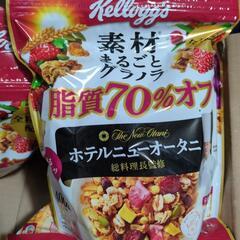 Kellogg's
素材
まるごと
グラノラ
脂質70%オフ
The New Otani
ホテルニューオータニ
総料理長監修